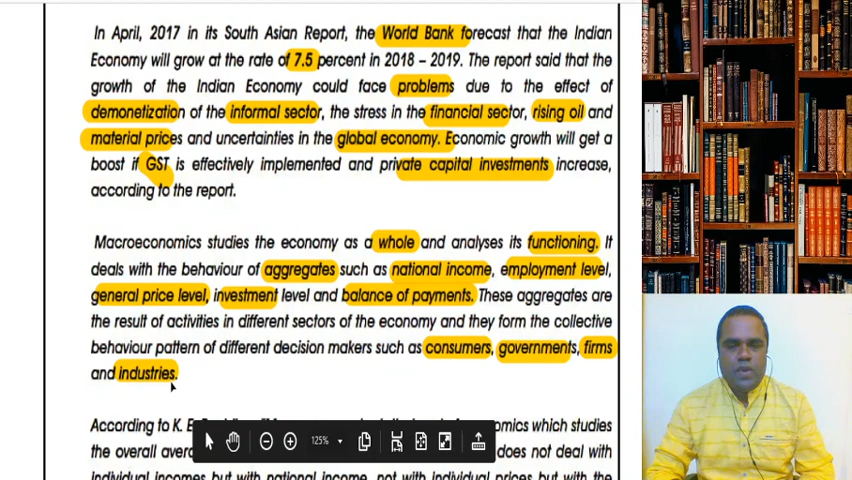 In April, 2017 in its South Asian Report, the World Bank forecast that the Indian
Economy will grow at the rate of 7.5 percent in 2018 – 2019. The report said that the
growth of the Indian Economy could face problems due to the effect of
demonetization of the informal sector, the stress in the financial sector, rising oil and
material prices and uncertainties in the global economy. Economic growth will get a
boost if GST is effectively implemented and private capital investments increase,
according to the report.
Macroeconomics studies the economy as a whole and analyses its functioning. It
deals with the behaviour of aggregates such as national income, employment level,
general price level, investment level and balance of payments. These aggregates are
the result of activities in different sectors of the economy and they form the collective
behaviour pattern of different decision makers such as consumers, governments, firms
and industries.
According to K. E. which studies
the overall does not deal with
individual incomes but with national income, not with individual prices but with the
125%